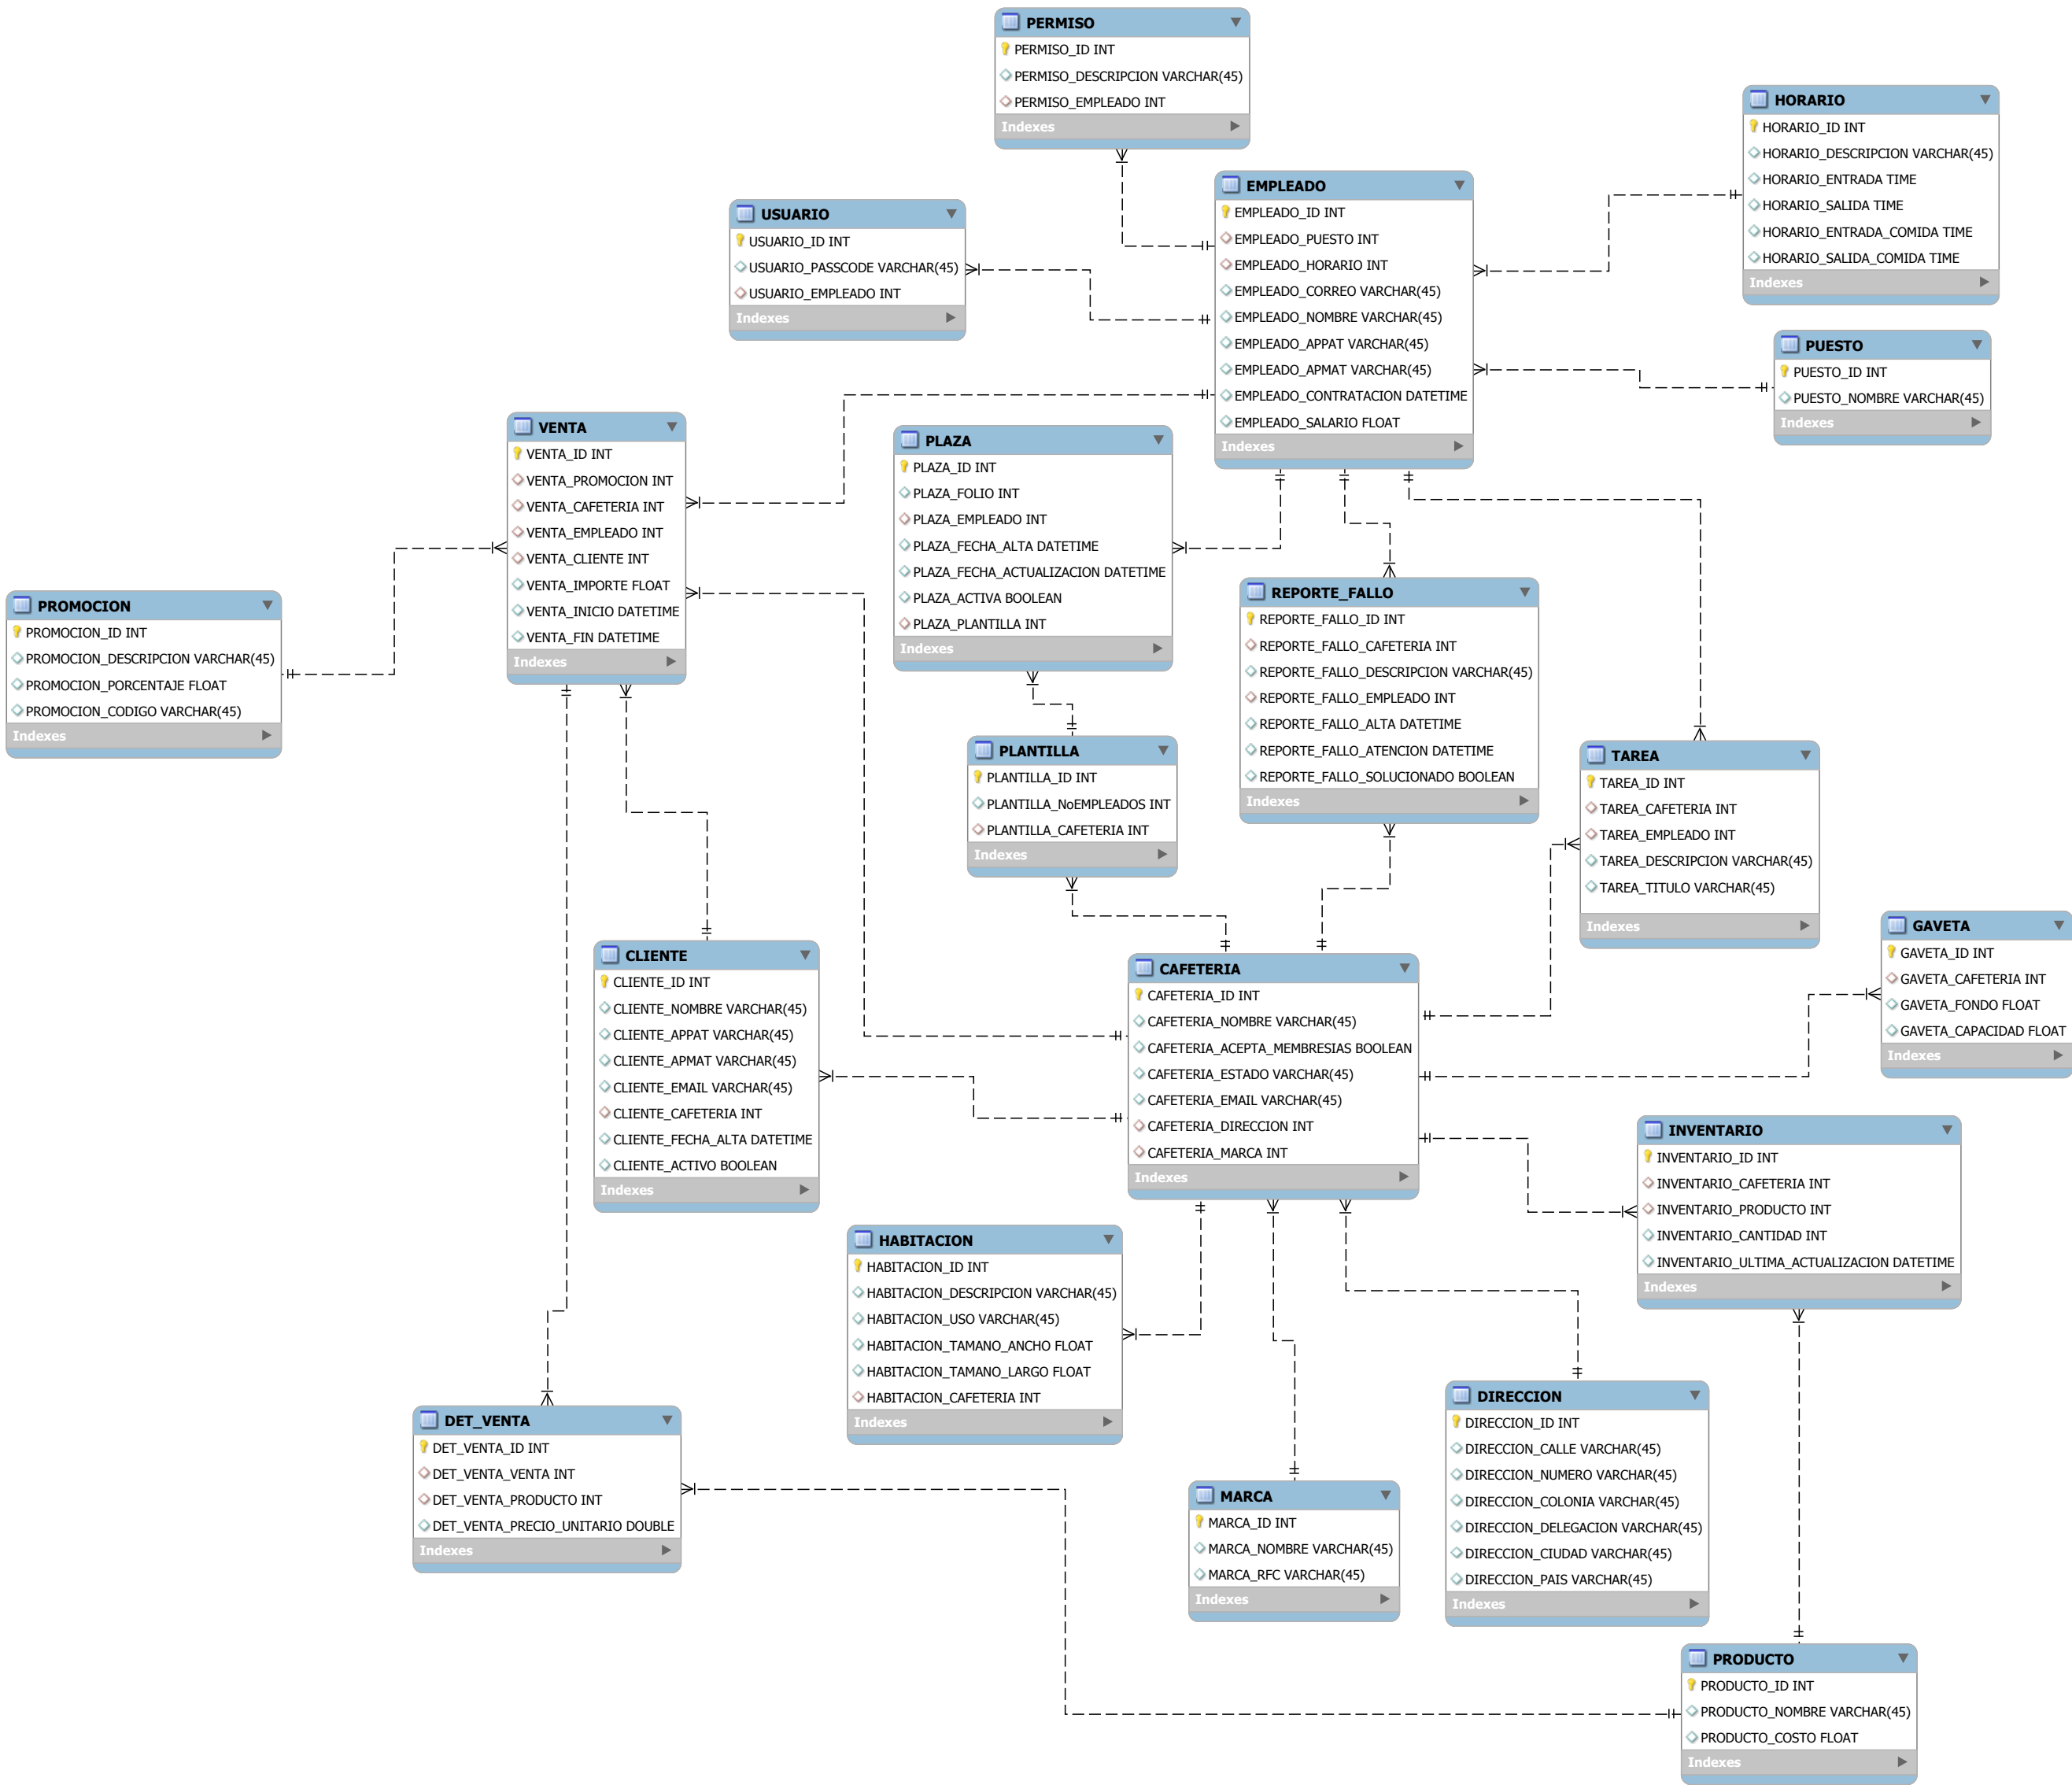 PERMISO
PERMISO_ID INT
PERMISO_DESCRIPCION VARCHAR(45)
PERMISO_EMPLEADO INT
Indexes
HORARIO
HORARIO_ID INT
HORARIO_DESCRIPCION VARCHAR(45)
HORARIO_ENTRADA TIME
HORARIO_SALIDA TIME
HORARIO_ENTRADA_COMIDA TIME
HORARIO_SALIDA_COMIDA TIME
Indexes
EMPLEADO
EMPLEADO_ID INT
EMPLEADO_PUESTO INT
EMPLEADO_HORARIO INT
EMPLEADO_CORREO VARCHAR(45)
EMPLEADO_NOMBRE VARCHAR(45)
EMPLEADO_APPAT VARCHAR(45)
EMPLEADO_APMAT VARCHAR(45)
EMPLEADO_CONTRATACION DATETIME
EMPLEADO_SALARIO FLOAT
Indexes
USUARIO
USUARIO_ID INT
USUARIO_PASSCODE VARCHAR(45)
USUARIO_EMPLEADO INT
Indexes
PUESTO
PUESTO_ID INT
PUESTO_NOMBRE VARCHAR(45)
Indexes
VENTA
VENTA_ID INT
VENTA_PROMOCION INT
VENTA_CAFETERIA INT
VENTA_EMPLEADO INT
VENTA_CLIENTE INT
VENTA_IMPORTE FLOAT
VENTA_INICIO DATETIME
VENTA_FIN DATETIME
Indexes
PLAZA
PLAZA_ID INT
PLAZA_FOLIO INT
PLAZA_EMPLEADO INT
PLAZA_FECHA_ALTA DATETIME
PLAZA_FECHA_ACTUALIZACION DATETIME
PLAZA_ACTIVA BOOLEAN
PLAZA_PLANTILLA INT
Indexes
REPORTE_FALLO
REPORTE_FALLO_ID INT
REPORTE_FALLO_CAFETERIA INT
REPORTE_FALLO_DESCRIPCION VARCHAR(45)
REPORTE_FALLO_EMPLEADO INT
REPORTE_FALLO_ALTA DATETIME
REPORTE_FALLO_ATENCION DATETIME
REPORTE_FALLO_SOLUCIONADO BOOLEAN
Indexes
PROMOCION
PROMOCION_ID INT
PROMOCION_DESCRIPCION VARCHAR(45)
PROMOCION_PORCENTAJE FLOAT
PROMOCION_CODIGO VARCHAR(45)
Indexes
PLANTILLA
PLANTILLA_ID INT
PLANTILLA_NoEMPLEADOS INT
PLANTILLA_CAFETERIA INT
Indexes
TAREA
TAREA_ID INT
TAREA_CAFETERIA INT
TAREA_EMPLEADO INT
TAREA_DESCRIPCION VARCHAR(45)
TAREA_TITULO VARCHAR(45)
Indexes
GAVETA
GAVETA_ID INT
GAVETA_CAFETERIA INT
GAVETA_FONDO FLOAT
GAVETA_CAPACIDAD FLOAT
Indexes
CLIENTE
CLIENTE_ID INT
CLIENTE_NOMBRE VARCHAR(45)
CLIENTE_APPAT VARCHAR(45)
CLIENTE_APMAT VARCHAR(45)
CLIENTE_EMAIL VARCHAR(45)
CLIENTE_CAFETERIA INT
CLIENTE_FECHA_ALTA DATETIME
CLIENTE_ACTIVO BOOLEAN
Indexes
CAFETERIA
CAFETERIA_ID INT
CAFETERIA_NOMBRE VARCHAR(45)
CAFETERIA_ACEPTA_MEMBRESIAS BOOLEAN
CAFETERIA_ESTADO VARCHAR(45)
CAFETERIA_EMAIL VARCHAR(45)
CAFETERIA_DIRECCION INT
CAFETERIA_MARCA INT
Indexes
INVENTARIO
INVENTARIO_ID INT
INVENTARIO_CAFETERIA INT
INVENTARIO_PRODUCTO INT
INVENTARIO_CANTIDAD INT
INVENTARIO_ULTIMA_ACTUALIZACION DATETIME
Indexes
HABITACION
HABITACION_ID INT
HABITACION_DESCRIPCION VARCHAR(45)
HABITACION_USO VARCHAR(45)
HABITACION_TAMANO_ANCHO FLOAT
HABITACION_TAMANO_LARGO FLOAT
HABITACION_CAFETERIA INT
Indexes
DET_VENTA
DET_VENTA_ID INT
DET_VENTA_VENTA INT
DET_VENTA_PRODUCTO INT
DET_VENTA_PRECIO_UNITARIO DOUBLE
Indexes
DIRECCION
DIRECCION_ID INT
DIRECCION_CALLE VARCHAR(45)
DIRECCION_NUMERO VARCHAR(45)
DIRECCION_COLONIA VARCHAR(45)
DIRECCION_DELEGACION VARCHAR(45)
DIRECCION_CIUDAD VARCHAR(45)
DIRECCION_PAIS VARCHAR(45)
Indexes
MARCA
MARCA_ID INT
MARCA_NOMBRE VARCHAR(45)
MARCA_RFC VARCHAR(45)
Indexes
PRODUCTO
PRODUCTO_ID INT
PRODUCTO_NOMBRE VARCHAR(45)
PRODUCTO_COSTO FLOAT
Indexes